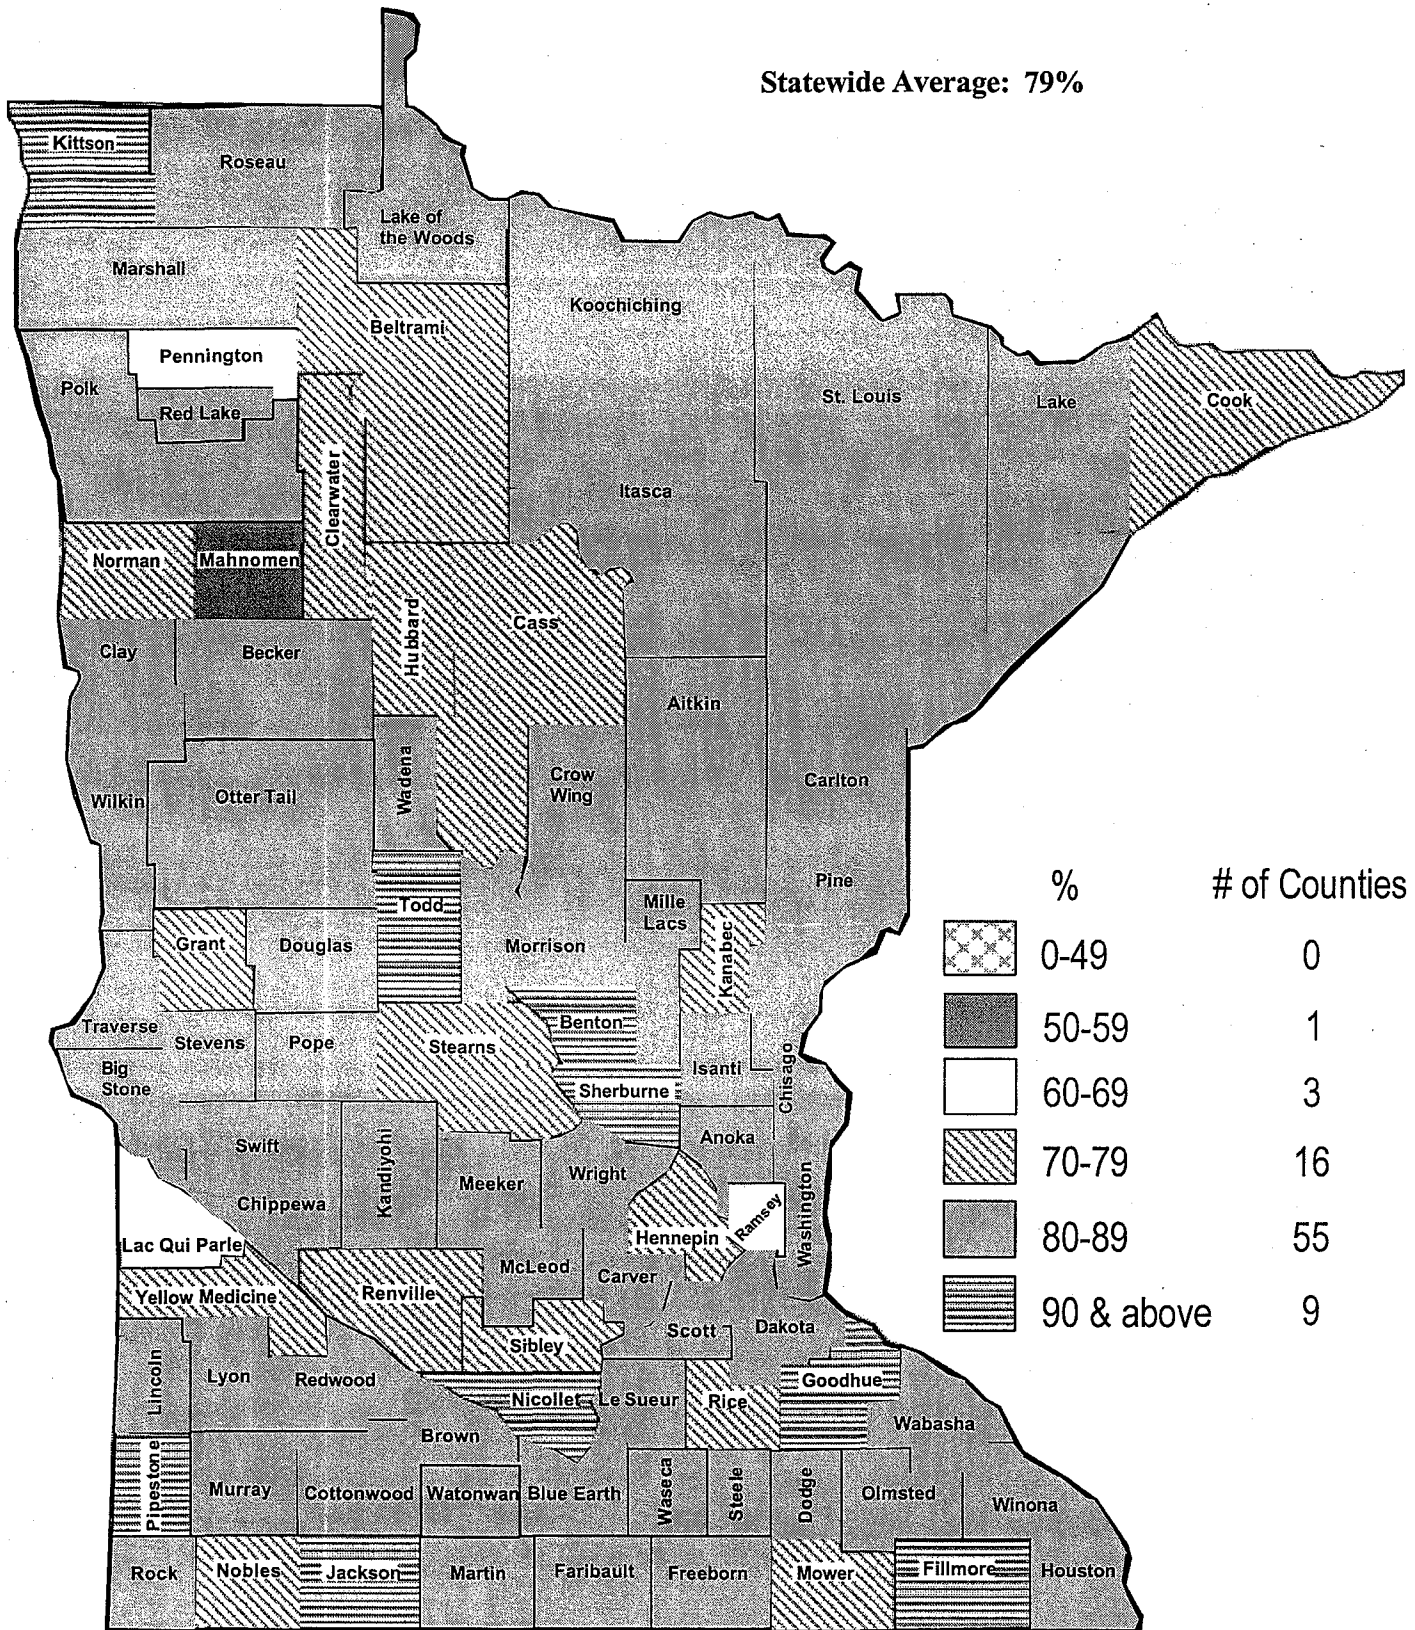 Statewide Average: 79%
Kittson
Roseau
Lake of
the Woods
Marshall
Koochiching
Beltrami
Pennington
Polk
Red Lake
St. Louis
Lake
Cook
Clearwater
Itasca
Norman
Mahnomen
Hubbard
Cass
Clay
Becker
Aitkin
Wadena
Crow
Wing
Carlton
Wilkin
Otter Tail
Pine
Todd
Mille
Lacs
Grant
Douglas
Morrison
Kanabec
Traverse
Stevens
Pope
Stearns
Benton
Big
Stone
Isanti
Chisago
Sherburne
Swift
Kandiyohi
Anoka
Meeker
Wright
Chippewa
Ramsey
Washington
Lac Qui Parle
Hennepin
McLeod
Carver
Yellow Medicine
Renville
Scott
Dakota
Sibley
Lincoln
Lyon
Redwood
Nicollet
Le Sueur
Rice
Goodhue
Brown
Wabasha
Pipestone
Murray
Cottonwood
Watonwan
Blue Earth
Waseca
Steele
Dodge
Olmsted
Winona
Rock
Nobles
Jackson
Martin
Faribault
Freeborn
Mower
Fillmore
Houston
% # of Counties
0-49 0
50-59 1
60-69 3
70-79 16
80-89 55
90 & above 9